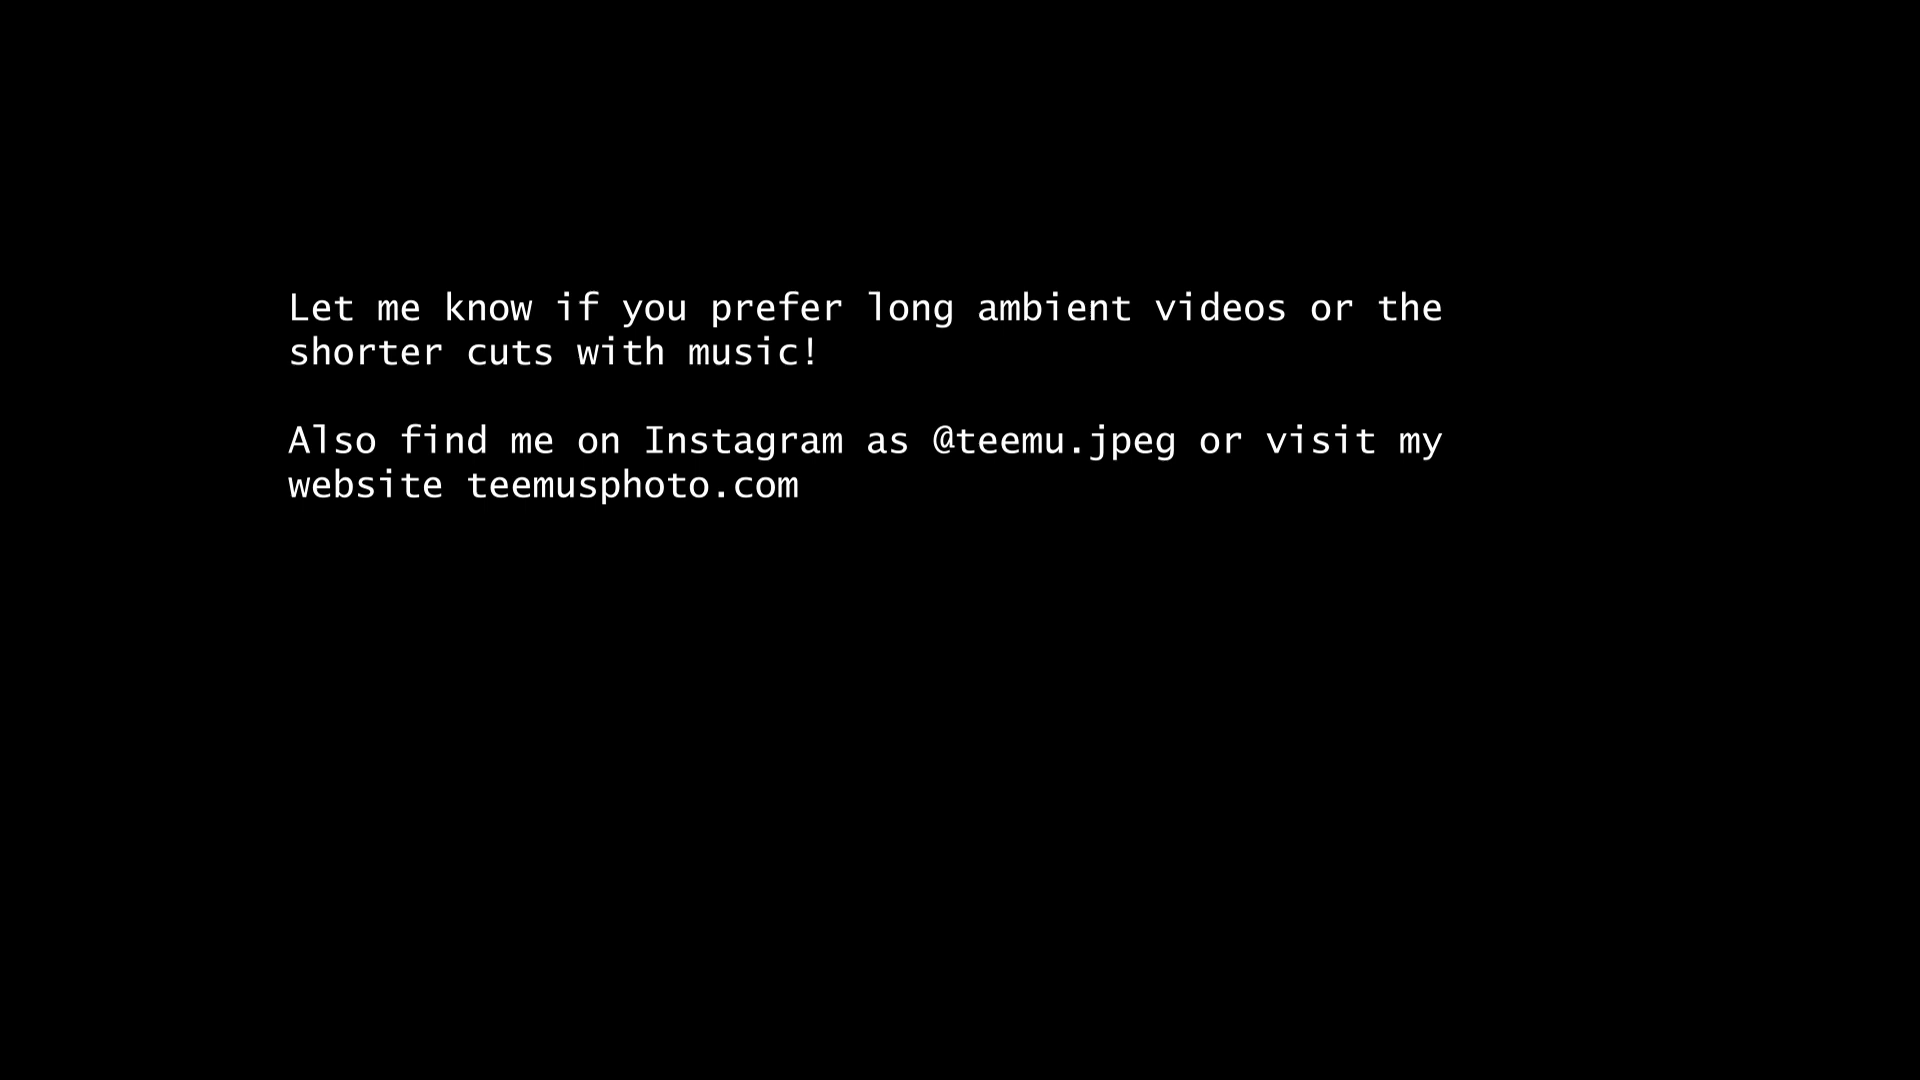 Let me know if you prefer long ambient videos or the
shorter cuts with music!
Also find me on Instagram as @teemu.jpeg or visit my
website teemusphoto.com